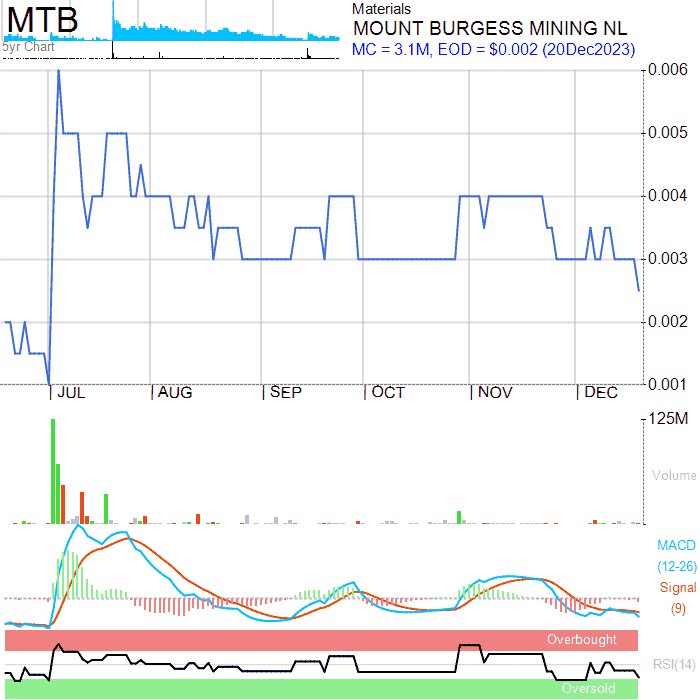 MTB
5yr Chart
Materials
MOUNT BURGESS MINING NL
MC = 3.1M, EOD = $0.002 (20Dec2023)
0.006
0.005
0.004
0.003
0.002
0.001
JUL AUG SEP OCT NOV DEC
125M
Volume
MACD
(12-26)
Signal
(9)
Overbought
RSI(14)
Oversold